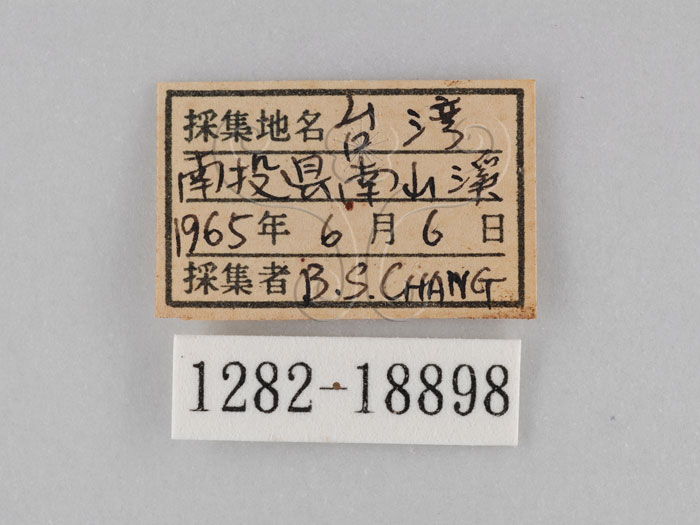 採集地名 台湾
南投県南山溪
1965年 6 月 6 日
採集者 B.S.CHANG
1282-18898